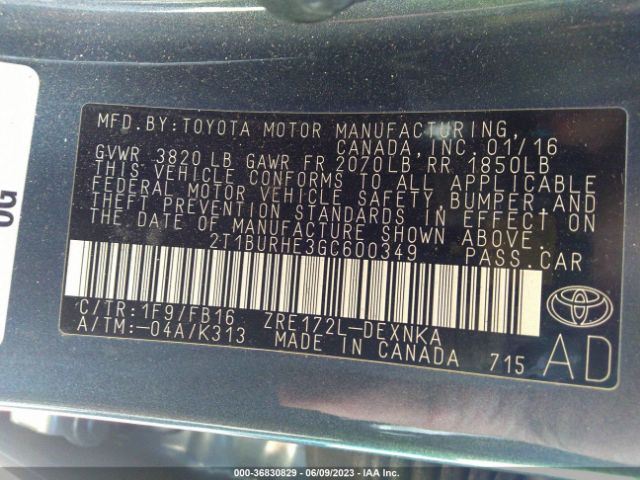 MFD.BY:TOYOTA MOTOR MANUFACTURING,
CANADA,INC. 01/16
GVWR 3820 LB GAWR FR 2070LB RR 1850LB
THIS VEHICLE CONFORMS TO ALL APPLICABLE
FEDERAL MOTOR VEHICLE SAFETY,BUMPER,AND
THEFT PREVENTION STANDARDS IN EFFECT ON
THE DATE OF MANUFACTURE SHOWN ABOVE.
2T1BURHE3GC600349 PASS.CAR
C/TR:1F9/FB16 ZRE172L-DEXNKA
A/TM:-04A/K313 MADE IN CANADA 715
AD
000-36830829 - 06/09/2023 - IAA Inc.